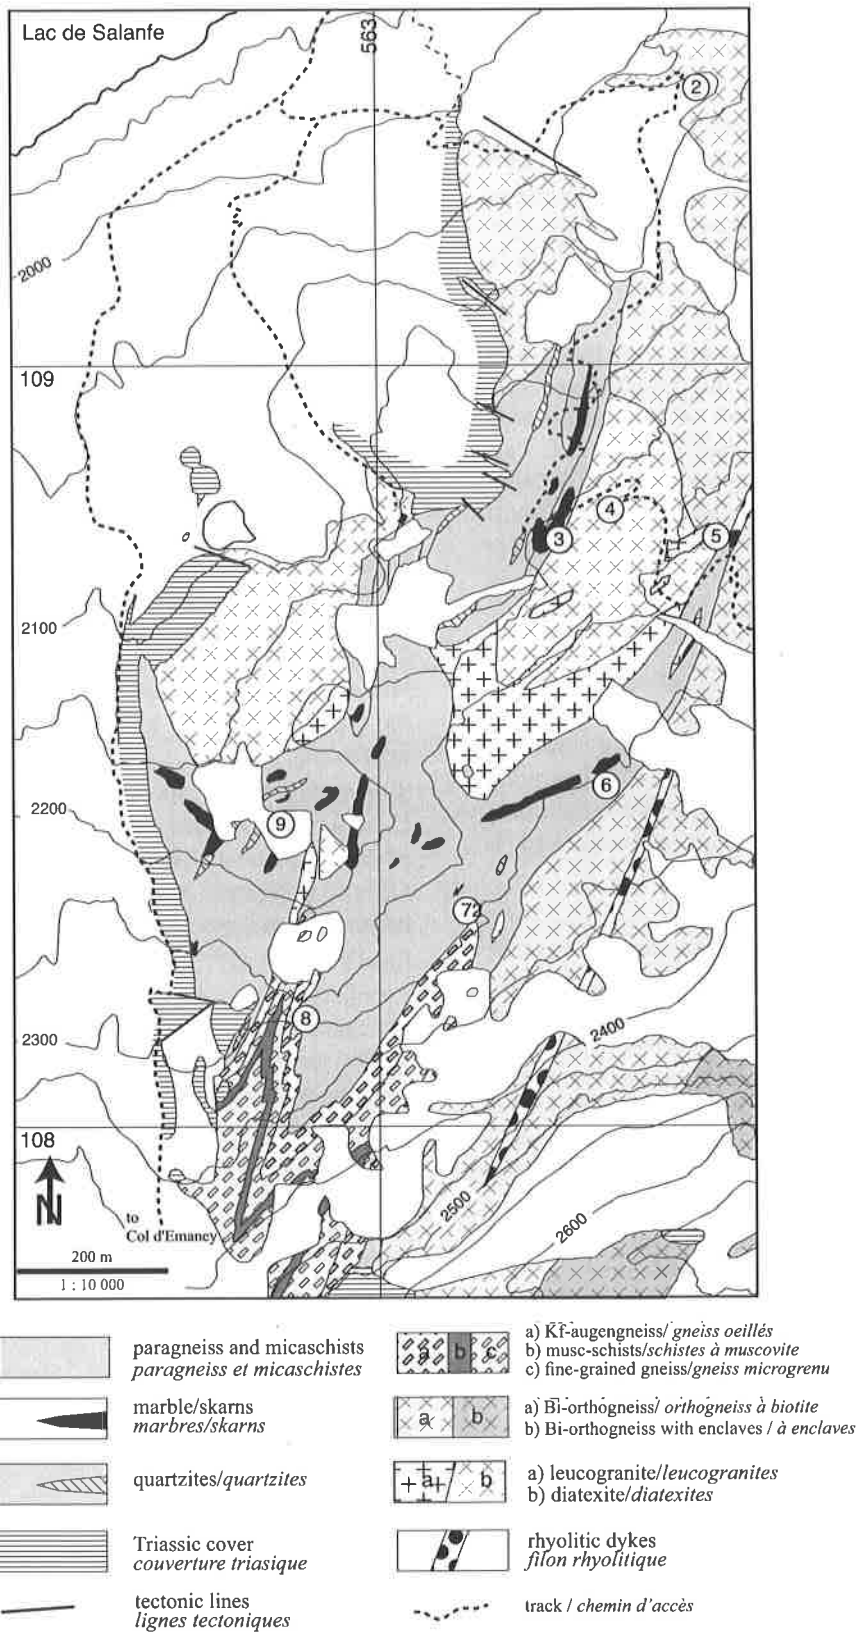 Lac de Salanfe
563
2
2000
109
4
3
5
2100
6
2200
9
72
8
2300
2400
108
N
to
Col d'Emaney
2500
2600
200 m
1 : 10 000
paragneiss and micaschists
paragneiss et micaschistes
marble/skarns
marbres/skarns
quartzites/quartzites
Triassic cover
couverture triasique
tectonic lines
lignes tectoniques
a b c
a) Kf-augengneiss/ gneiss oeillés
b) musc-schists/schistes à muscovite
c) fine-grained gneiss/gneiss microgrenu
a b
a) Bi-orthogneiss/ orthogneiss à biotite
b) Bi-orthogneiss with enclaves / à enclaves
a b
a) leucogranite/leucogranites
b) diatexite/diatexites
rhyolitic dykes
filon rhyolitique
track / chemin d'accès